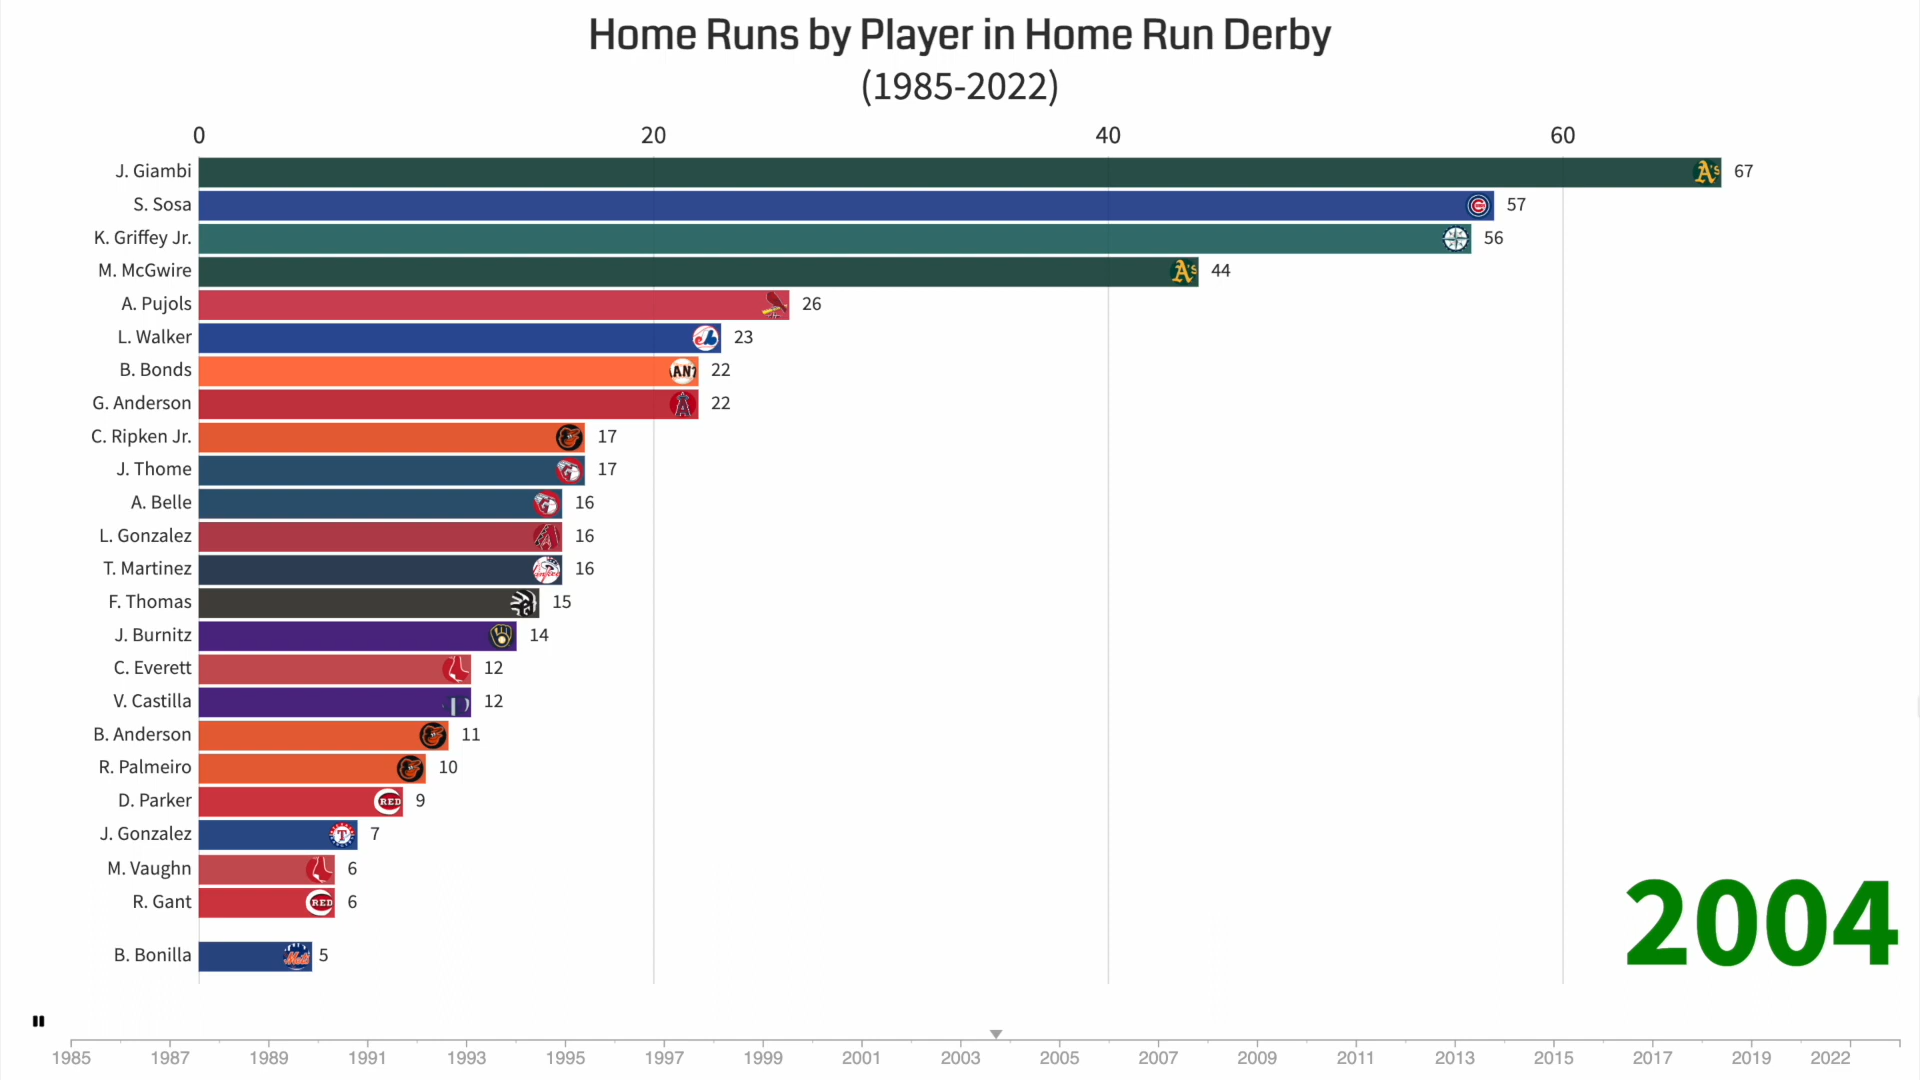 Home Runs by Player in Home Run Derby
(1985-2022)
0 20 40 60
J. Giambi A's 67
S. Sosa 57
K. Griffey Jr. 56
M. McGwire A's 44
A. Pujols 26
L. Walker 23
B. Bonds 22
G. Anderson A 22
C. Ripken Jr. 17
J. Thome 17
A. Belle 16
L. Gonzalez 16
T. Martinez 16
F. Thomas 15
J. Burnitz 14
C. Everett 12
V. Castilla 12
B. Anderson 11
R. Palmeiro 10
D. Parker RED 9
J. Gonzalez T 7
M. Vaughn 6
R. Gant RED 6
B. Bonilla Mets 5
2004
1985 1987 1989 1991 1993 1995 1997 1999 2001 2003 2005 2007 2009 2011 2013 2015 2017 2019 2022